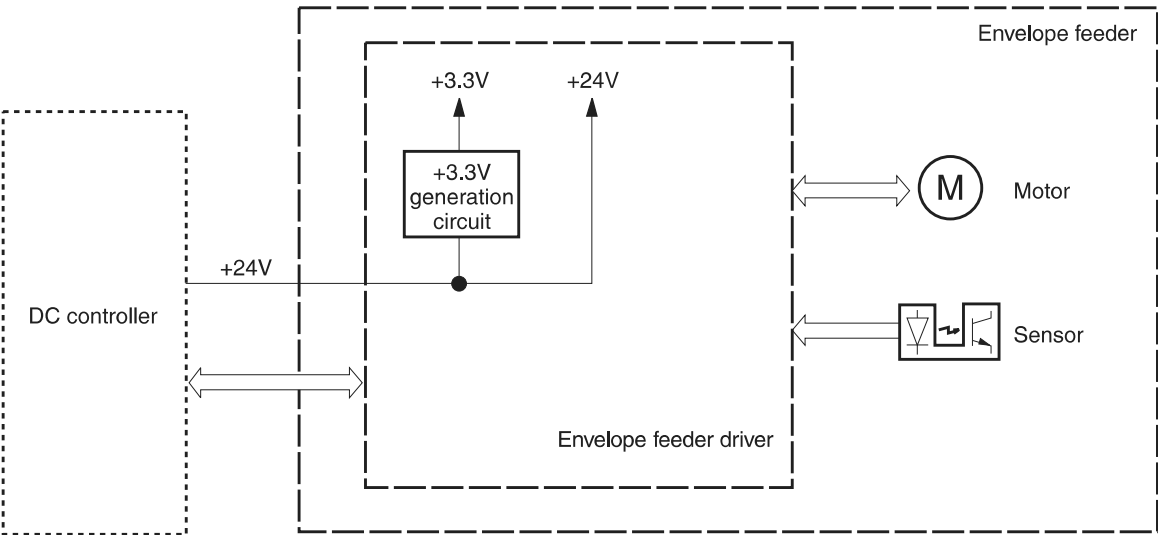 Envelope feeder
+3.3V
+24V
+3.3V
generation
circuit
M
Motor
+24V
DC controller
Sensor
Envelope feeder driver